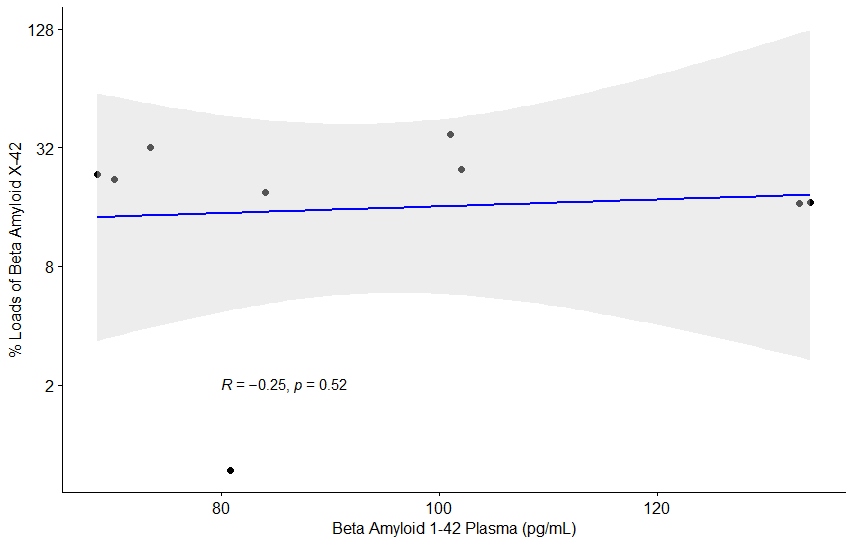 128
32
8
2
% Loads of Beta Amyloid X-42
R = −0.25, p = 0.52
80
100
120
Beta Amyloid 1-42 Plasma (pg/mL)